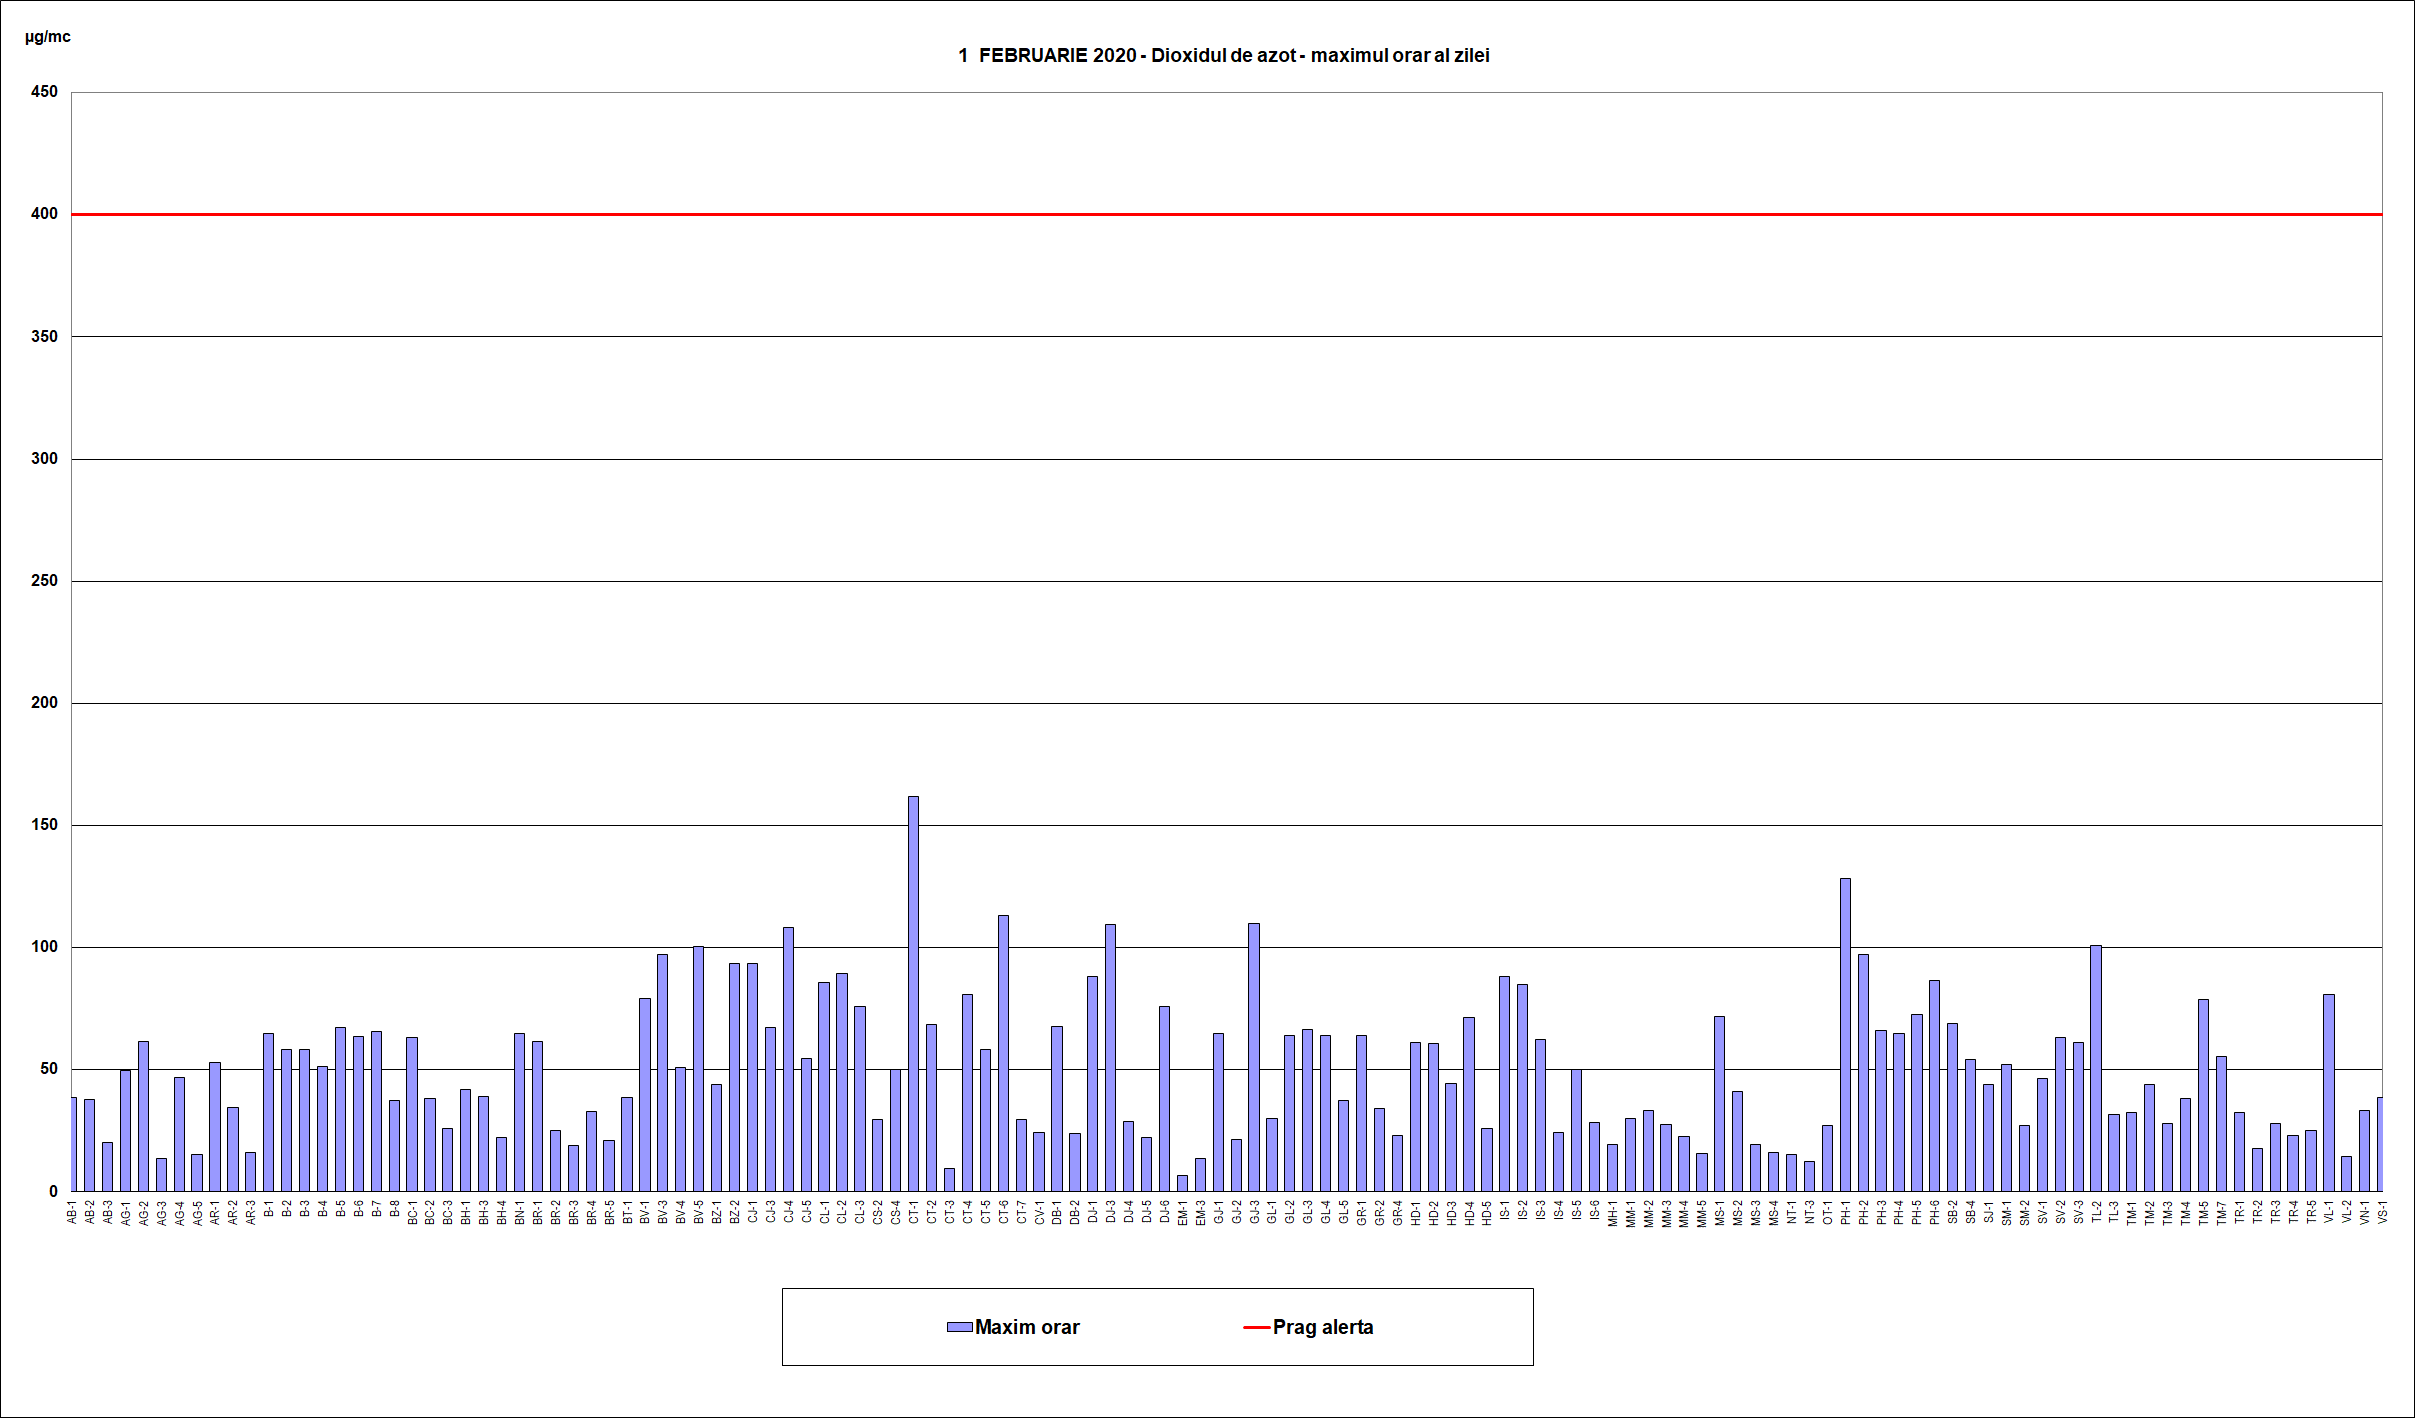 µg/mc
1 FEBRUARIE 2020 - Dioxidul de azot - maximul orar al zilei
450
400
350
300
250
200
150
100
50
0
AB-1 AB-2 AB-3 AG-1 AG-2 AG-3 AG-4 AG-5 AR-1 AR-2 AR-3 B-1 B-2 B-3 B-4 B-5 B-6 B-7 B-8 BC-1 BC-2 BC-3 BH-1 BH-3 BH-4 BN-1 BR-1 BR-2 BR-3 BR-4 BR-5 BT-1 BV-1 BV-3 BV-4 BV-5 BZ-1 BZ-2 CJ-1 CJ-3 CJ-4 CJ-5 CL-1 CL-2 CL-3 CS-2 CS-4 CT-1 CT-2 CT-3 CT-4 CT-5 CT-6 CT-7 CV-1 DB-1 DB-2 DJ-1 DJ-3 DJ-4 DJ-5 DJ-6 EM-1 EM-3 GJ-1 GJ-2 GJ-3 GL-1 GL-2 GL-3 GL-4 GL-5 GR-1 GR-2 GR-4 HD-1 HD-2 HD-3 HD-4 HD-5 IS-1 IS-2 IS-3 IS-4 IS-5 IS-6 MH-1 MM-1 MM-2 MM-3 MM-4 MM-5 MS-1 MS-2 MS-3 MS-4 NT-1 NT-3 OT-1 PH-1 PH-2 PH-3 PH-4 PH-5 PH-6 SB-2 SB-4 SJ-1 SM-1 SM-2 SV-1 SV-2 SV-3 TL-2 TL-3 TM-1 TM-2 TM-3 TM-4 TM-5 TM-7 TR-1 TR-2 TR-3 TR-4 TR-5 VL-1 VL-2 VN-1 VS-1
Maxim orar Prag alerta